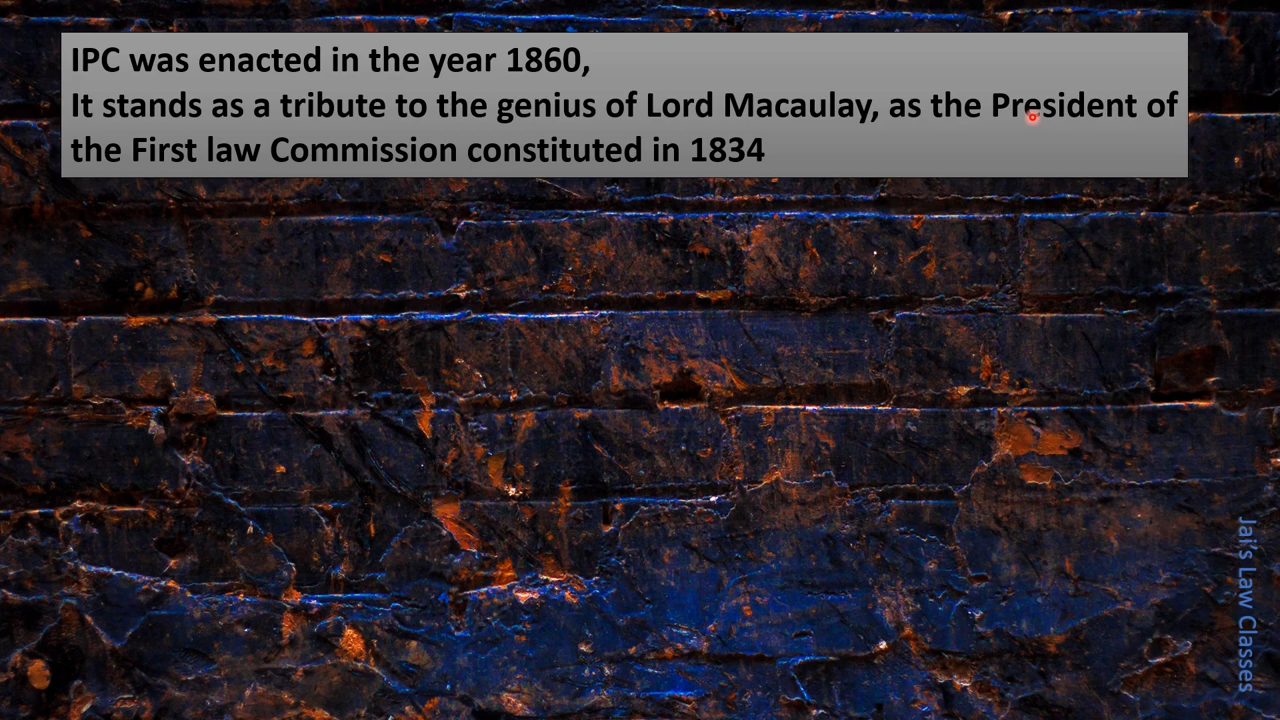 IPC was enacted in the year 1860,
It stands as a tribute to the genius of Lord Macaulay, as the President of
the First law Commission constituted in 1834
Jai's Law Classes